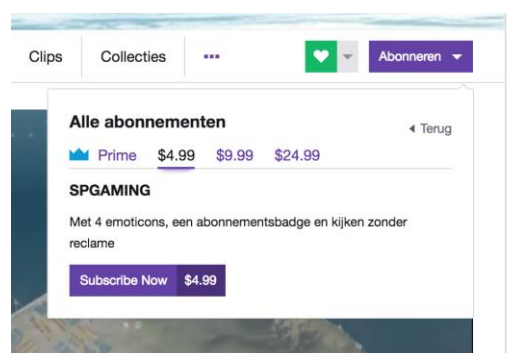 Clips Collecties ••• Abonneren
Alle abonnementen
Terug
Prime $4.99 $9.99 $24.99
SPGAMING
Met 4 emoticons, een abonnementsbadge en kijken zonder
reclame
Subscribe Now $4.99